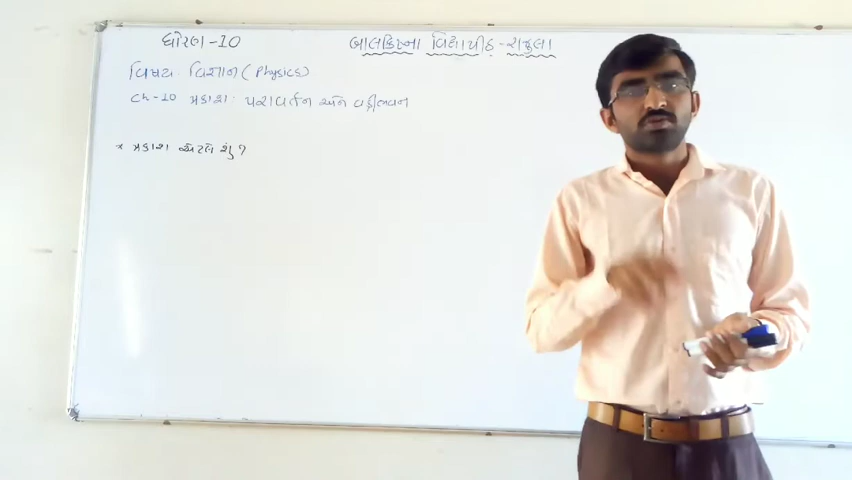 ધોરણ-10
બાલક્રિષ્ના વિદ્યાપીઠ-રાજુલા
વિષય. વિજ્ઞાન (Physics)
Ch-10 પ્રકાશ: પરાવર્તન અને વક્રીભવન
* પ્રકાશ એટલે શું?